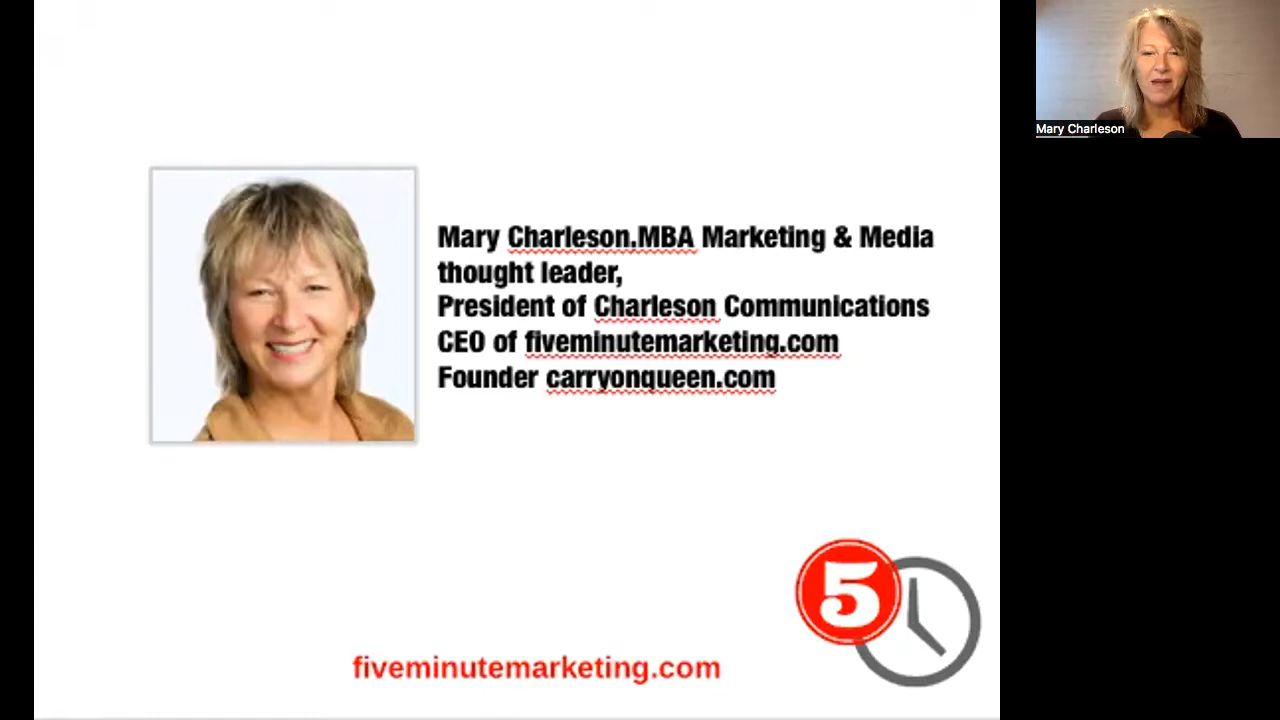 Mary Charleson.MBA Marketing & Media
thought leader,
President of Charleson Communications
CEO of fiveminutemarketing.com
Founder carryonqueen.com
5
fiveminutemarketing.com
Mary Charleson